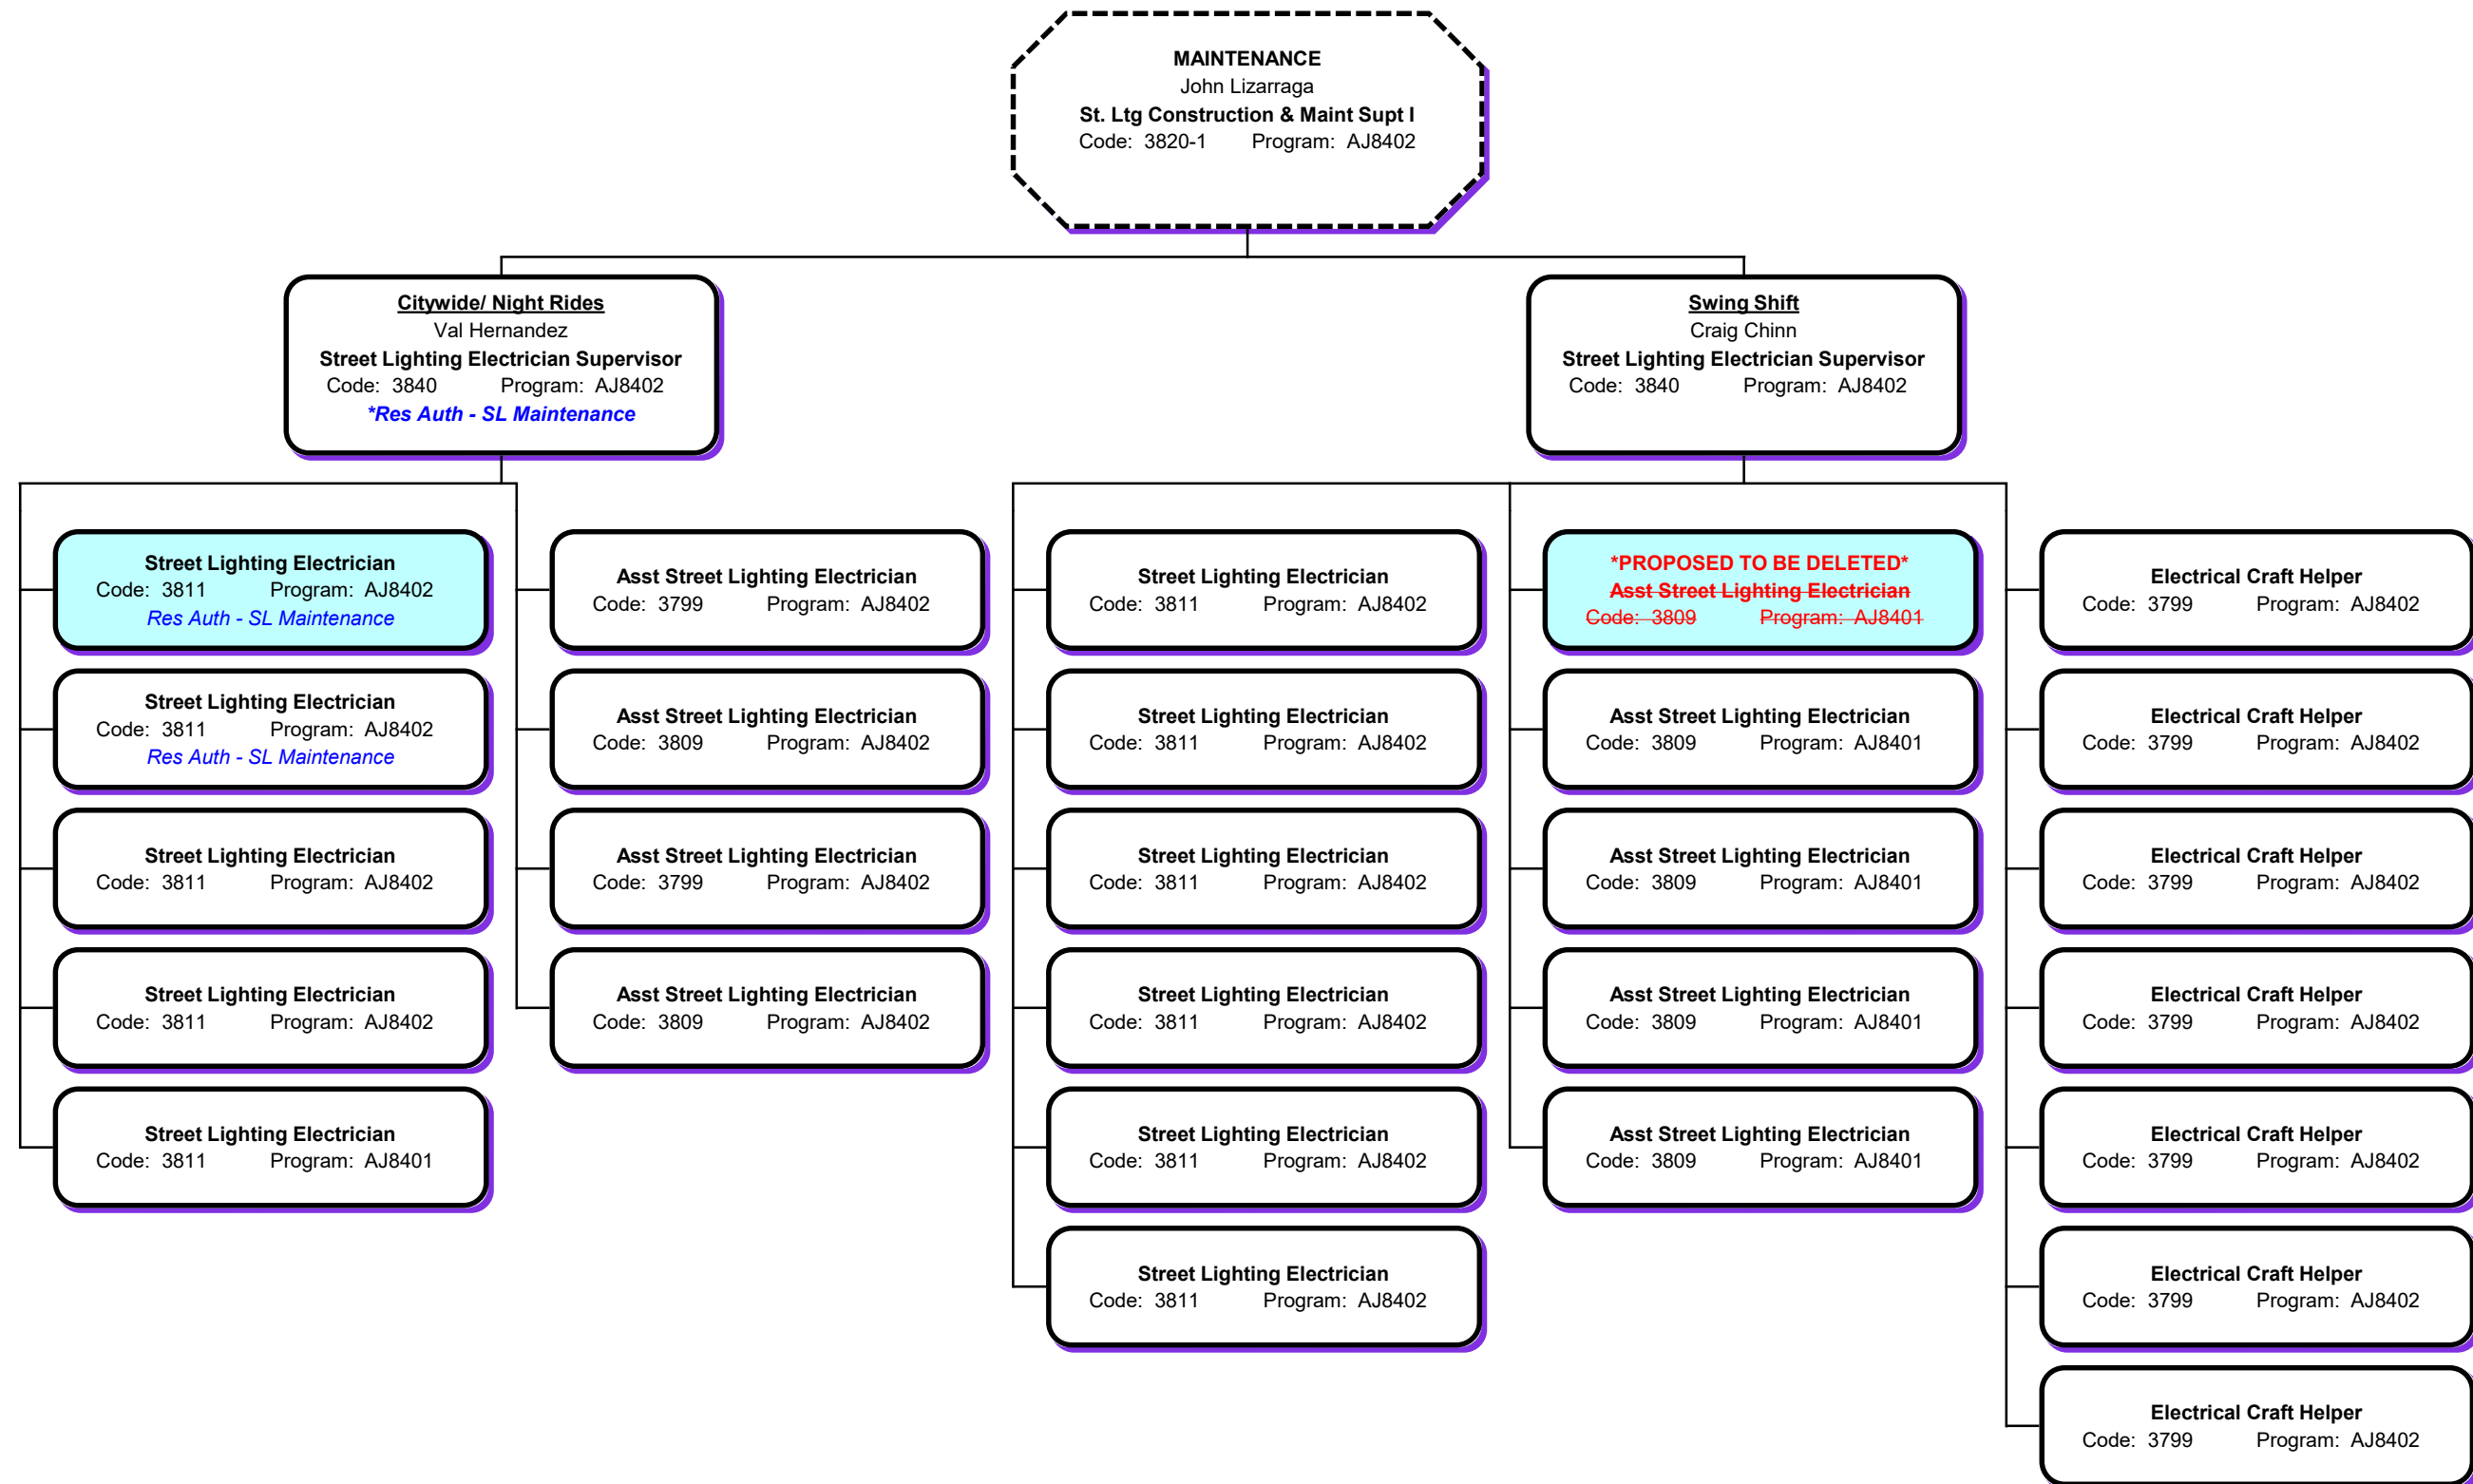 MAINTENANCE
John Lizarraga
St. Ltg Construction & Maint Supt I
Code: 3820-1 Program: AJ8402
Citywide/ Night Rides
Val Hernandez
Street Lighting Electrician Supervisor
Code: 3840 Program: AJ8402
*Res Auth - SL Maintenance
Swing Shift
Craig Chinn
Street Lighting Electrician Supervisor
Code: 3840 Program: AJ8402
Street Lighting Electrician
Code: 3811 Program: AJ8402
Res Auth - SL Maintenance
Street Lighting Electrician
Code: 3811 Program: AJ8402
Res Auth - SL Maintenance
Street Lighting Electrician
Code: 3811 Program: AJ8402
Street Lighting Electrician
Code: 3811 Program: AJ8402
Street Lighting Electrician
Code: 3811 Program: AJ8401
Asst Street Lighting Electrician
Code: 3799 Program: AJ8402
Asst Street Lighting Electrician
Code: 3809 Program: AJ8402
Asst Street Lighting Electrician
Code: 3799 Program: AJ8402
Asst Street Lighting Electrician
Code: 3809 Program: AJ8402
Street Lighting Electrician
Code: 3811 Program: AJ8402
Street Lighting Electrician
Code: 3811 Program: AJ8402
Street Lighting Electrician
Code: 3811 Program: AJ8402
Street Lighting Electrician
Code: 3811 Program: AJ8402
Street Lighting Electrician
Code: 3811 Program: AJ8402
Street Lighting Electrician
Code: 3811 Program: AJ8402
*PROPOSED TO BE DELETED*
Asst Street Lighting Electrician
Code: 3809 Program: AJ8401
Asst Street Lighting Electrician
Code: 3809 Program: AJ8401
Asst Street Lighting Electrician
Code: 3809 Program: AJ8401
Asst Street Lighting Electrician
Code: 3809 Program: AJ8401
Asst Street Lighting Electrician
Code: 3809 Program: AJ8401
Electrical Craft Helper
Code: 3799 Program: AJ8402
Electrical Craft Helper
Code: 3799 Program: AJ8402
Electrical Craft Helper
Code: 3799 Program: AJ8402
Electrical Craft Helper
Code: 3799 Program: AJ8402
Electrical Craft Helper
Code: 3799 Program: AJ8402
Electrical Craft Helper
Code: 3799 Program: AJ8402
Electrical Craft Helper
Code: 3799 Program: AJ8402